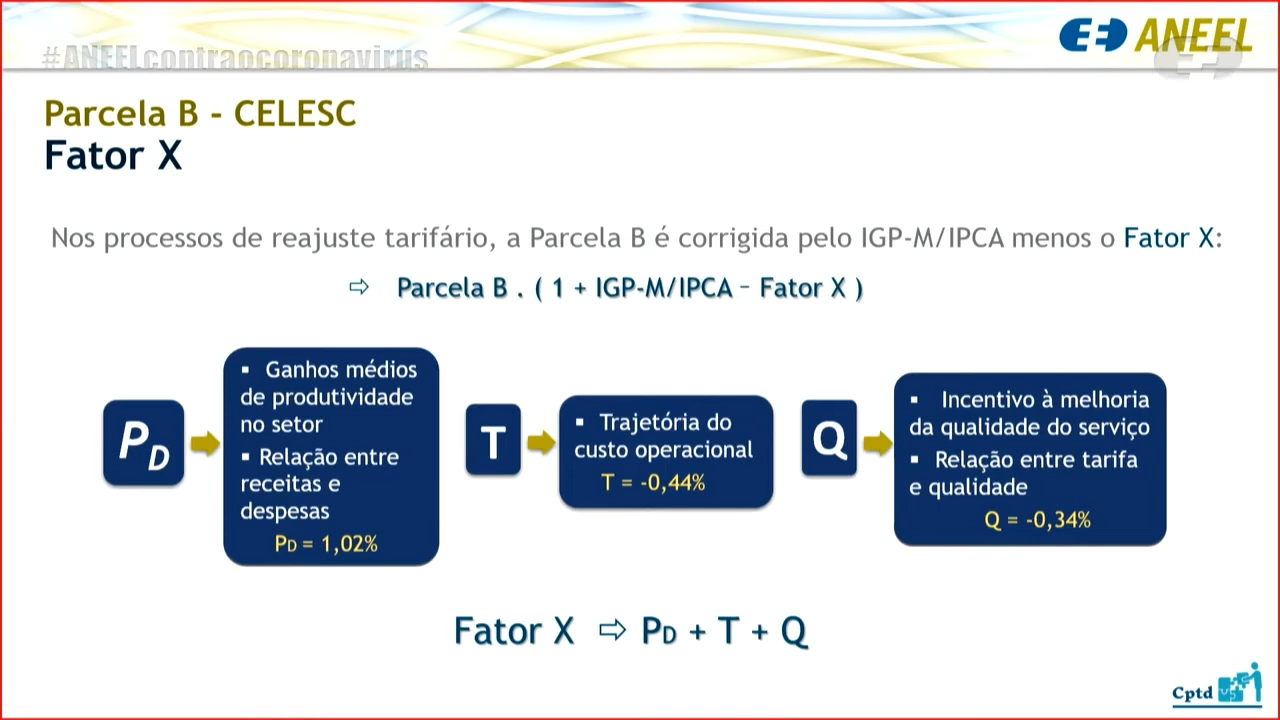 #ANEELcontraocoronavirus
ANEEL
Parcela B - CELESC
Fator X
Nos processos de reajuste tarifário, a Parcela B é corrigida pelo IGP-M/IPCA menos o Fator X:
⇨ Parcela B . ( 1 + IGP-M/IPCA – Fator X )
PD
▪ Ganhos médios
de produtividade
no setor
▪ Relação entre
receitas e
despesas
PD = 1,02%
T
▪ Trajetória do
custo operacional
T = -0,44%
Q
▪ Incentivo à melhoria
da qualidade do serviço
▪ Relação entre tarifa
e qualidade
Q = -0,34%
Fator X ⇨ PD + T + Q
Cptd